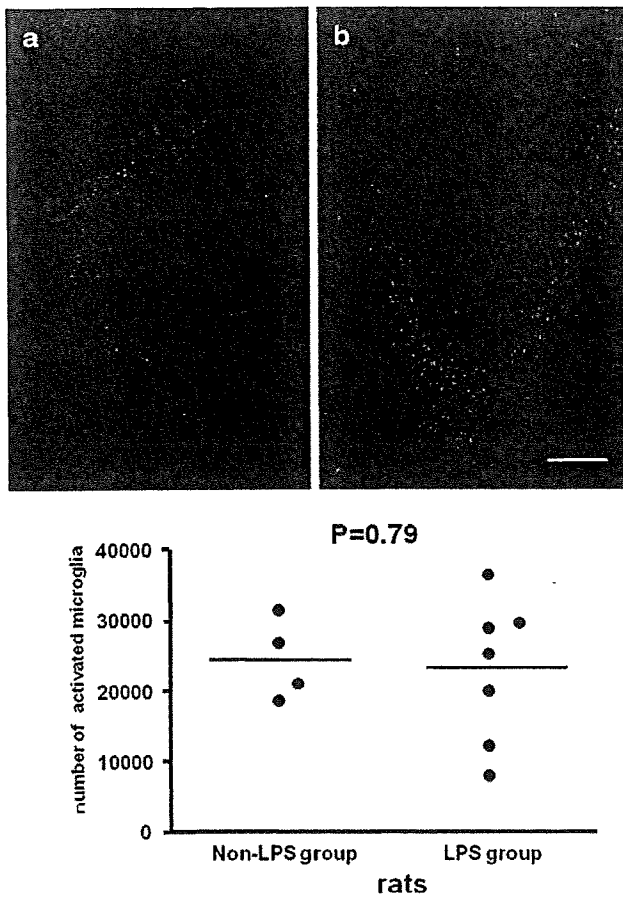 a
b
P=0.79
number of activated microglia
40000
30000
20000
10000
0
Non-LPS group
LPS group
rats